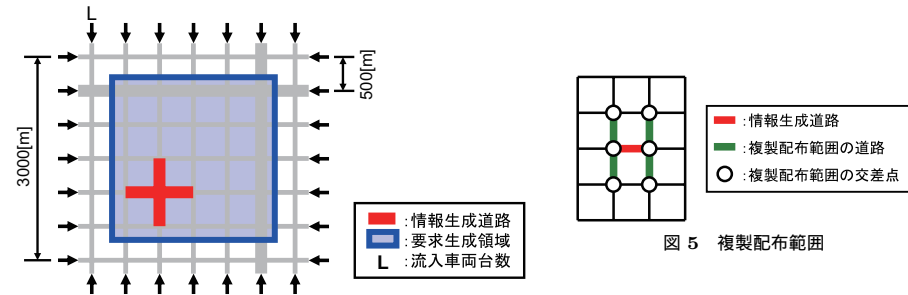 L
500[m]
3000[m]
:情報生成道路
:要求生成領域
L :流入車両台数
:情報生成道路
:複製配布範囲の道路
:複製配布範囲の交差点
図 5 複製配布範囲